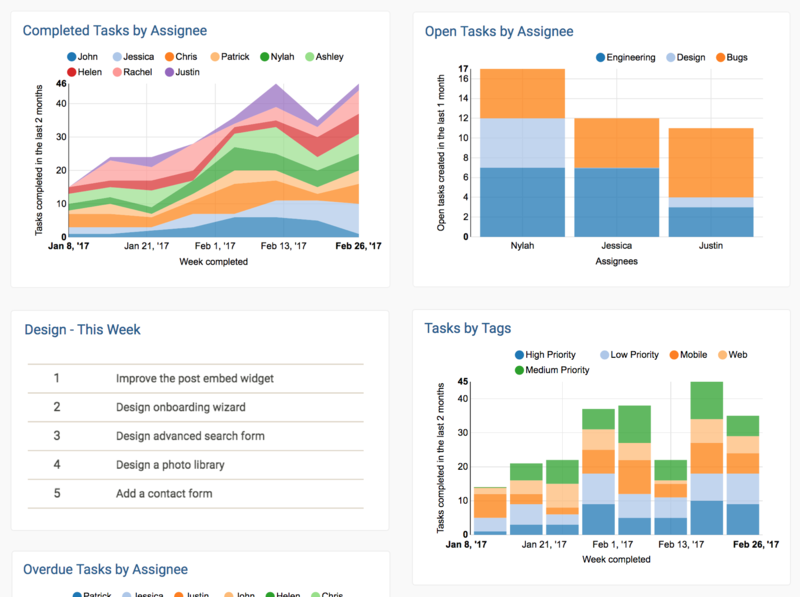 Completed Tasks by Assignee
John Jessica Chris Patrick Nylah Ashley
Helen Rachel Justin
Tasks completed in the last 2 months
46
40
30
20
10
0
Jan 8, '17 Jan 21, '17 Feb 1, '17 Feb 13, '17 Feb 26, '17
Week completed
Open Tasks by Assignee
Engineering Design Bugs
Open tasks created in the last 1 month
17
16
14
12
10
8
6
4
2
0
Nylah Jessica Justin
Assignees
Design - This Week
1 Improve the post embed widget
2 Design onboarding wizard
3 Design advanced search form
4 Design a photo library
5 Add a contact form
Tasks by Tags
High Priority Low Priority Mobile Web
Medium Priority
Tasks completed in the last 2 months
45
40
30
20
10
0
Jan 8, '17 Jan 21, '17 Feb 1, '17 Feb 13, '17 Feb 26, '17
Week completed
Overdue Tasks by Assignee
Patrick Jessica Justin John Helen Chris